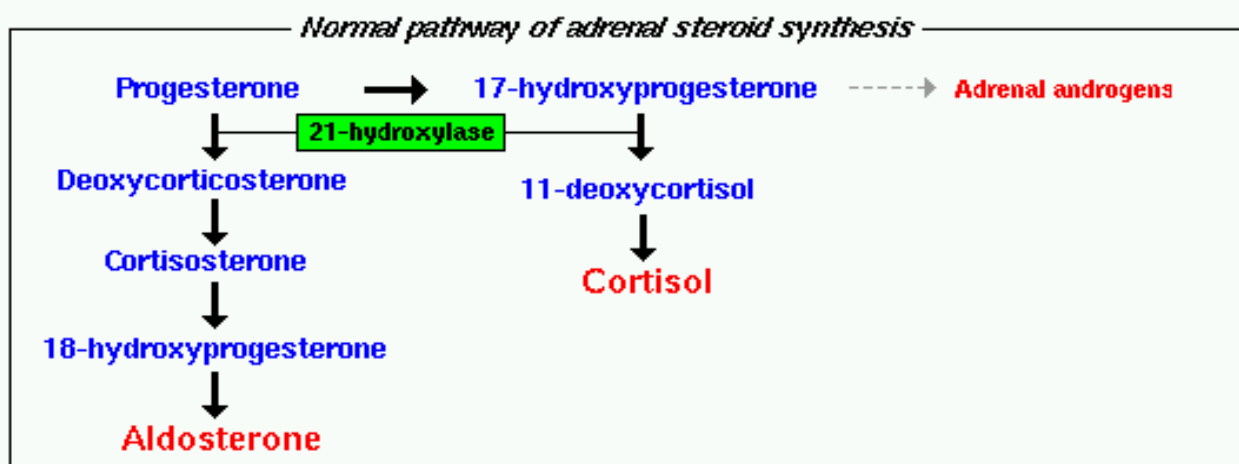 Normal pathway of adrenal steroid synthesis
Progesterone 17-hydroxyprogesterone Adrenal androgens
21-hydroxylase
Deoxycorticosterone 11-deoxycortisol
Cortisosterone
Cortisol
18-hydroxyprogesterone
Aldosterone